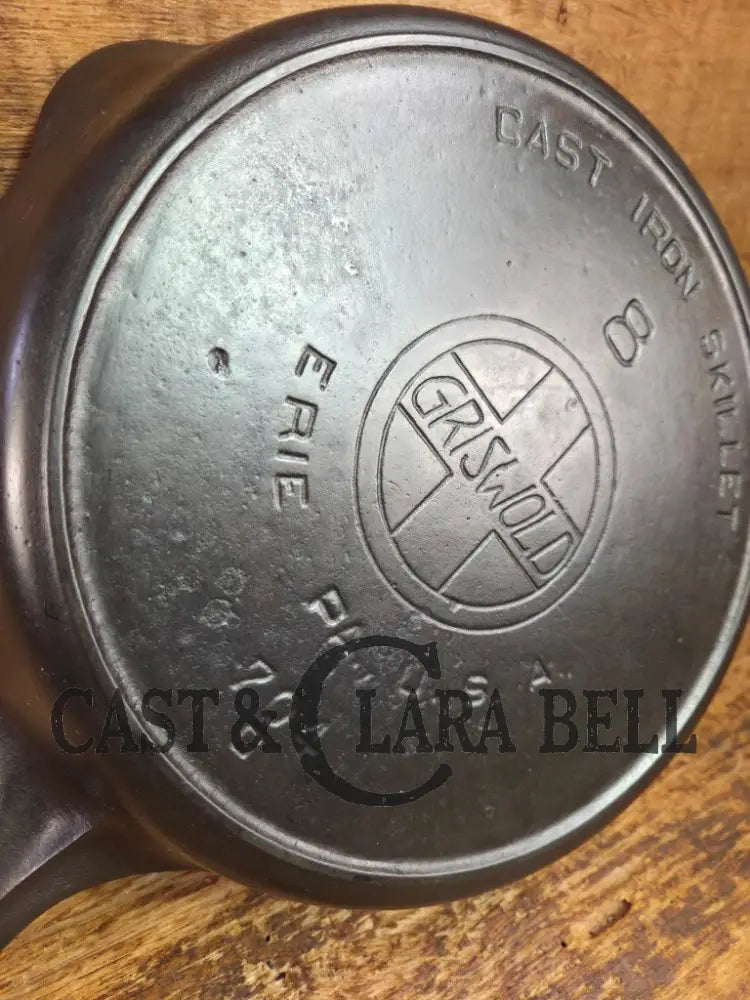 CAST IRON SKILLET
8
GRISWOLD
ERIE
U.S.A.
CAST & CLARA BELL